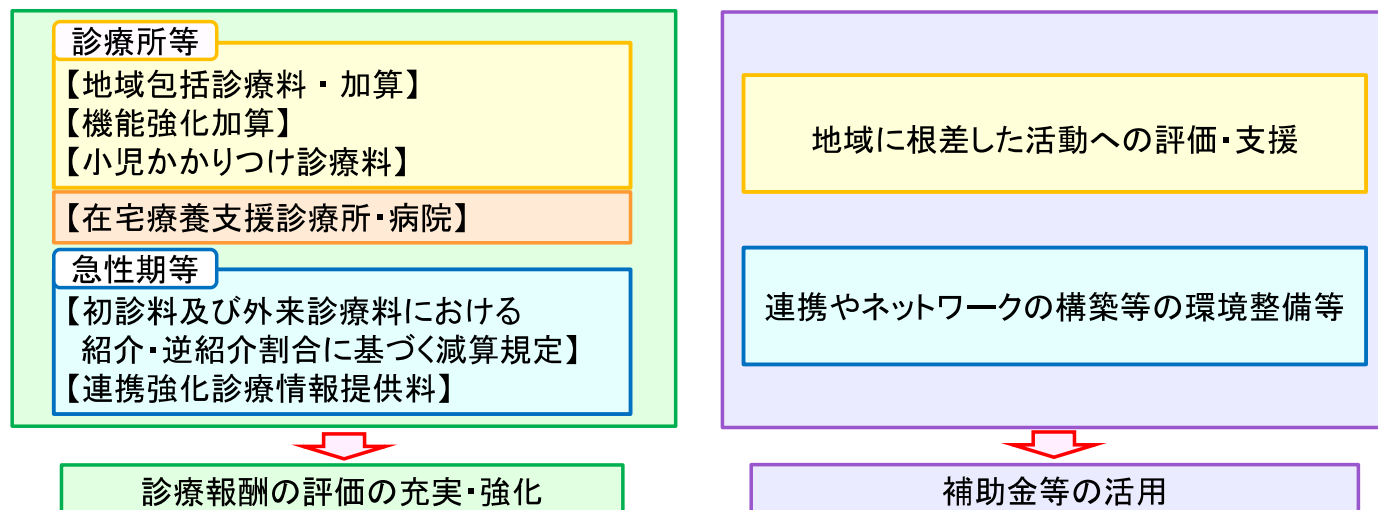 診療所等
【地域包括診療料・加算】
【機能強化加算】
【小児かかりつけ診療料】
【在宅療養支援診療所・病院】
急性期等
【初診料及び外来診療料における
紹介・逆紹介割合に基づく減算規定】
【連携強化診療情報提供料】
診療報酬の評価の充実・強化
地域に根差した活動への評価・支援
連携やネットワークの構築等の環境整備等
補助金等の活用